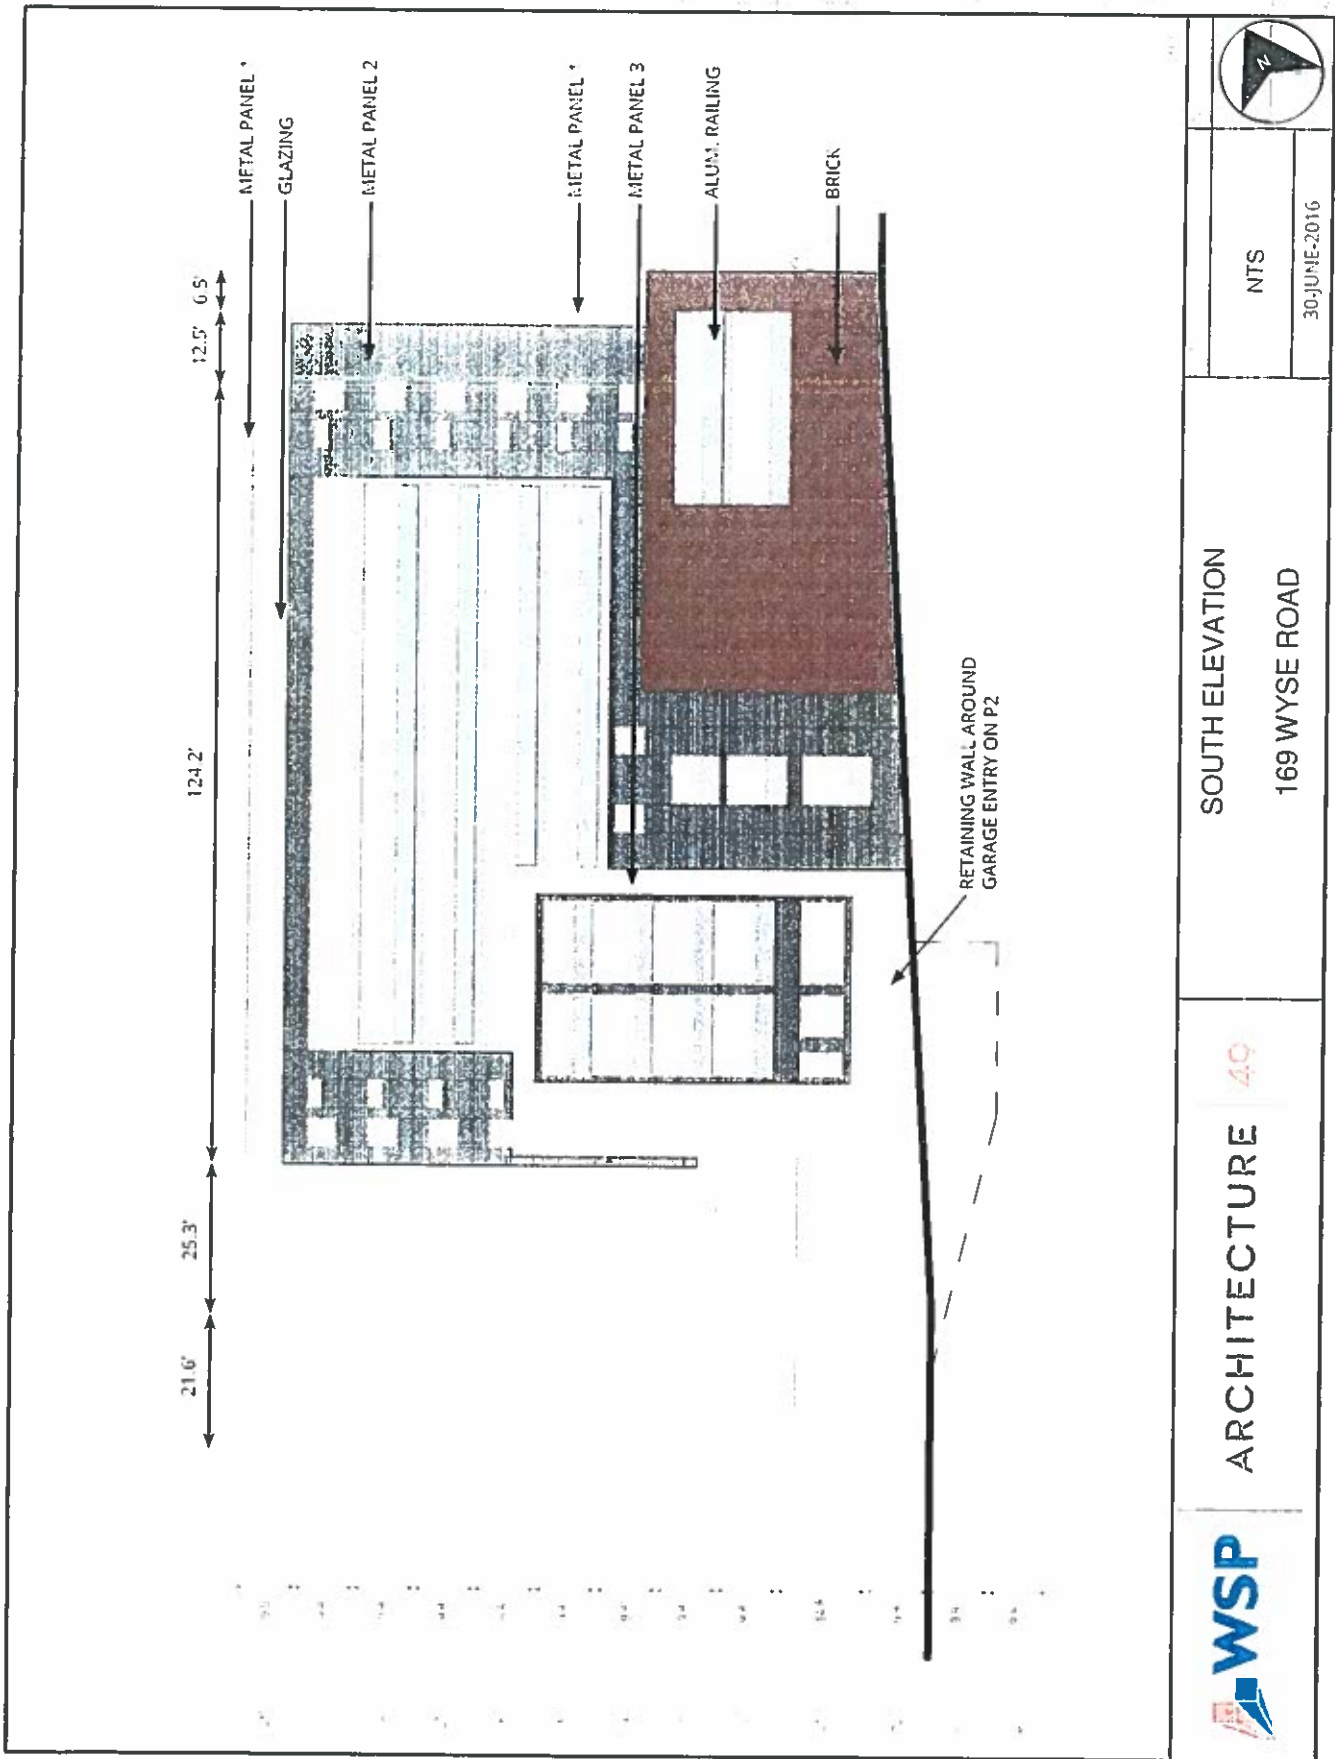 METAL PANEL 1
GLAZING
METAL PANEL 2
METAL PANEL 1
METAL PANEL 3
ALUM. RAILING
BRICK
21.6'
25.3'
124.2'
12.5'
6.5'
RETAINING WALL AROUND
GARAGE ENTRY ON P2
WSP
ARCHITECTURE 49
SOUTH ELEVATION
169 WYSE ROAD
NTS
30-JUNE-2016
N